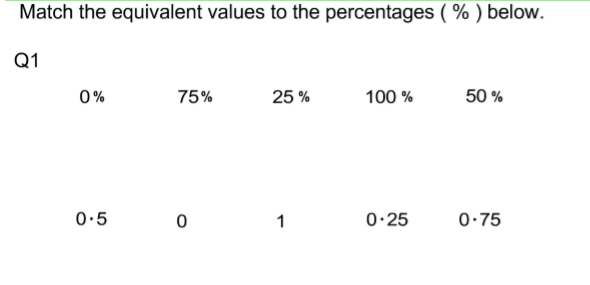 Match the equivalent values to the percentages ( % ) below.
Q1
0% 75% 25 % 100 % 50 %
0·5 0 1 0·25 0·75